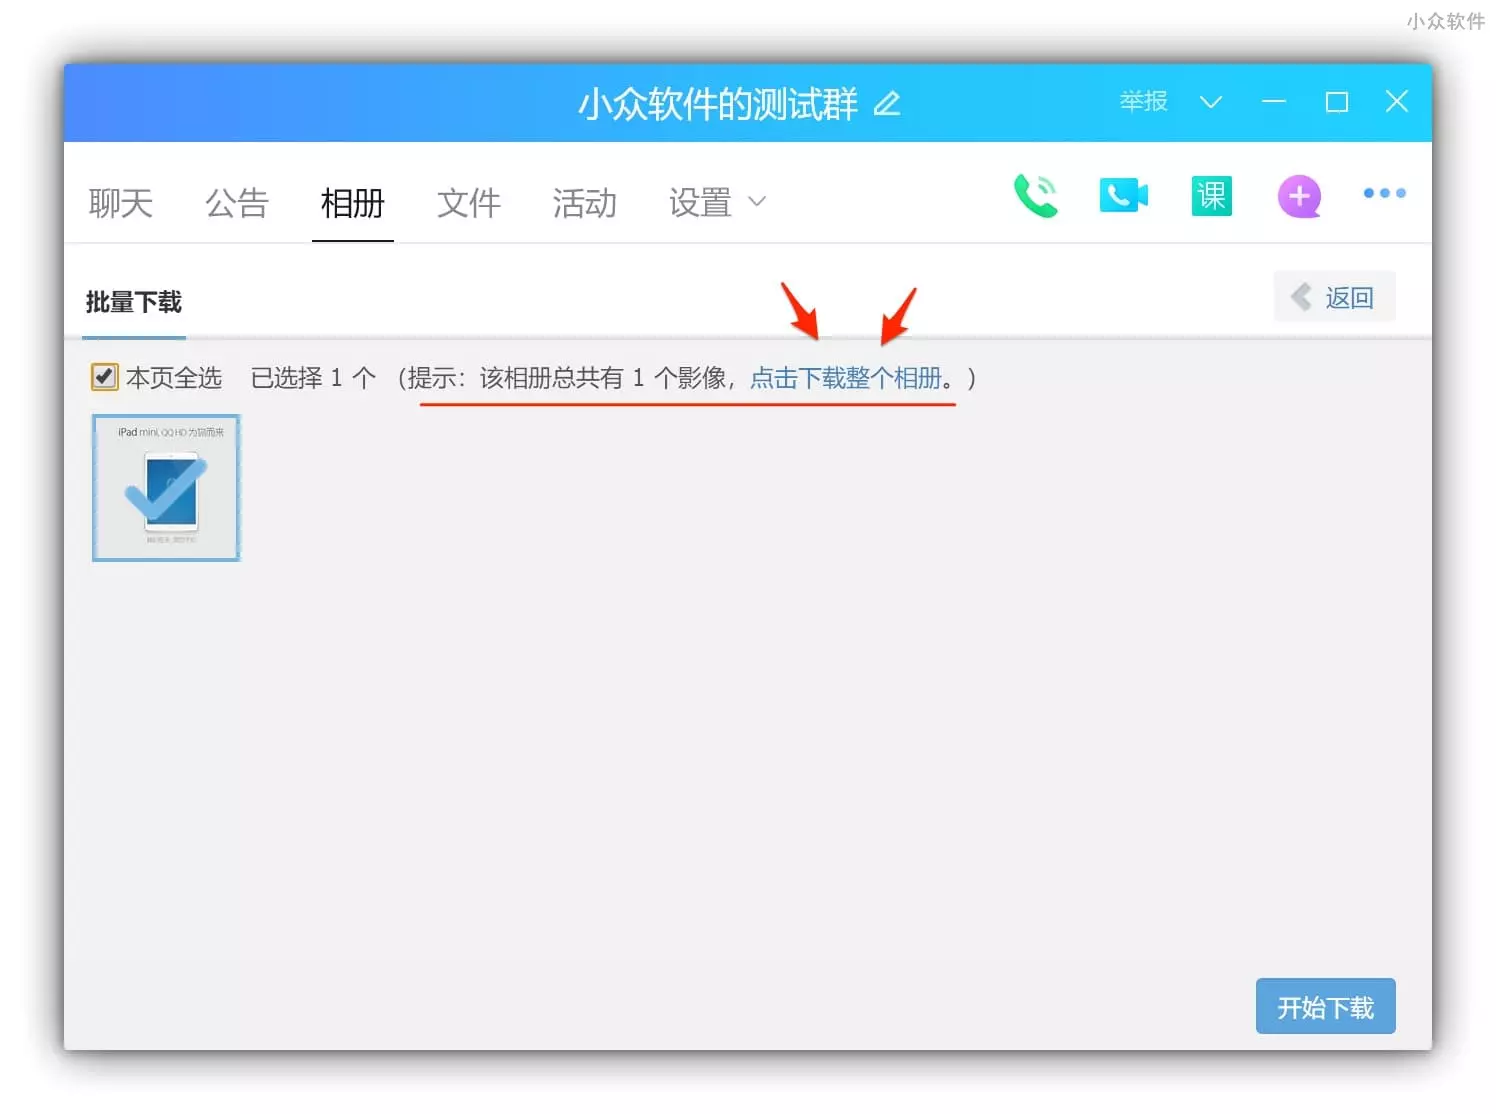 小众软件
小众软件的测试群
举报
聊天 公告 相册 文件 活动 设置
课
批量下载
返回
本页全选 已选择 1 个 （提示：该相册总共有 1 个影像，点击下载整个相册。）
iPad mini, QQ HD 为你而来
开始下载